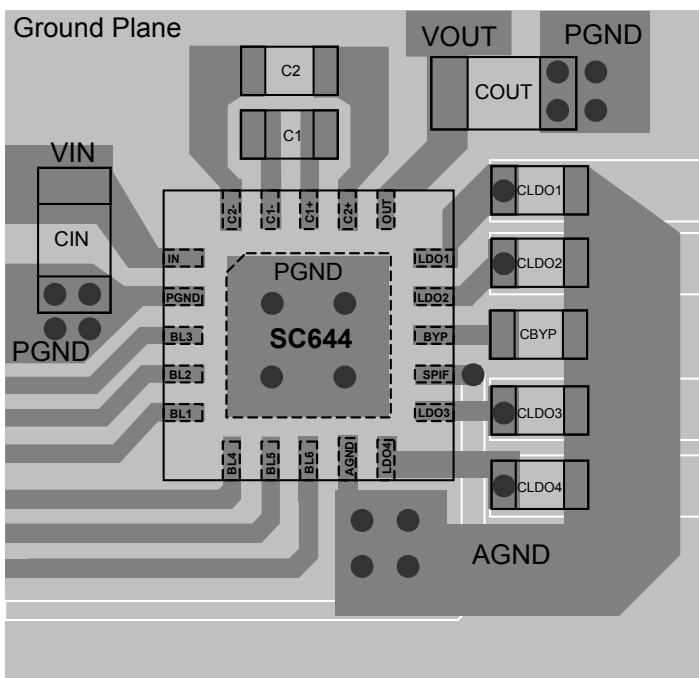 Ground Plane
VOUT
PGND
C2
COUT
C1
VIN
CLDO1
C2-
C1-
C1+
C2+
OUT
CIN
IN
LDO1
CLDO2
PGND
PGND
LDO2
SC644
BL3
BYP
CBYP
PGND
BL2
SPIF
BL1
LDO3
CLDO3
BL4
BL5
BL6
AGND
LDO4
CLDO4
AGND